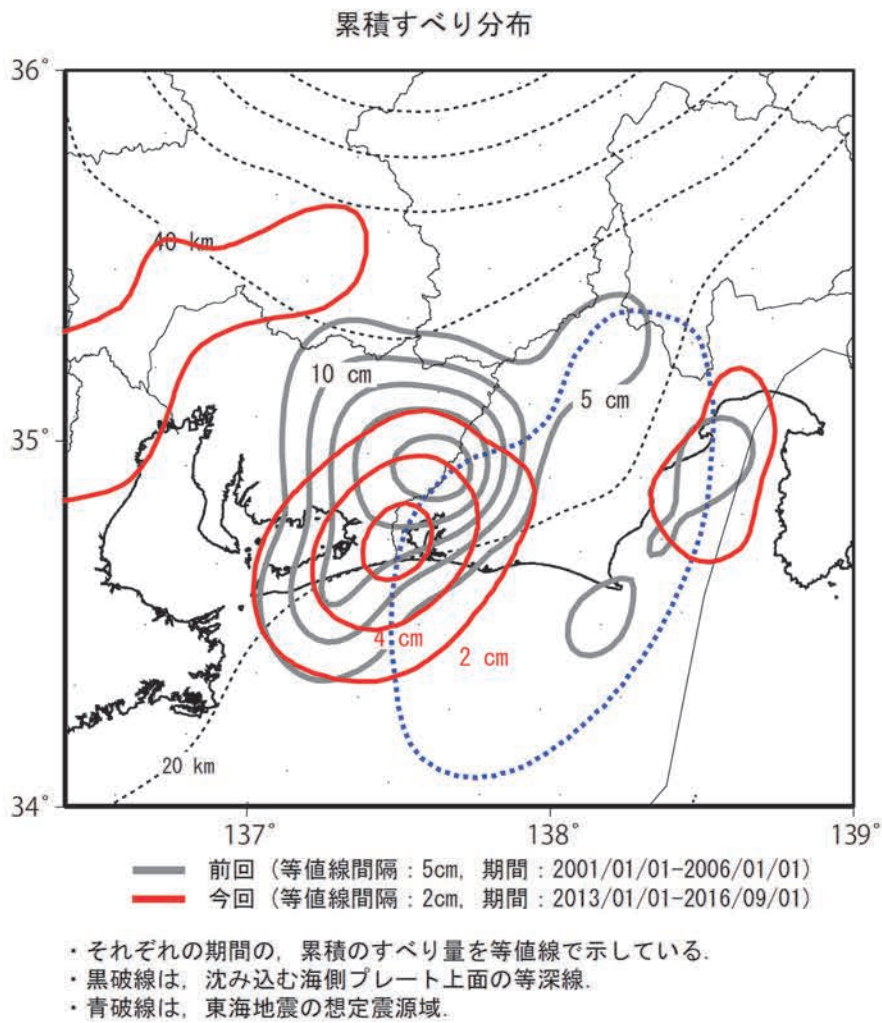 累積すべり分布
36°
40 km
10 cm
5 cm
35°
4 cm
2 cm
20 km
34°
137°
138°
139°
前回 (等値線間隔：5cm, 期間：2001/01/01-2006/01/01)
今回 (等値線間隔：2cm, 期間：2013/01/01-2016/09/01)
・それぞれの期間の, 累積のすべり量を等値線で示している.
・黒破線は, 沈み込む海側プレート上面の等深線.
・青破線は, 東海地震の想定震源域.